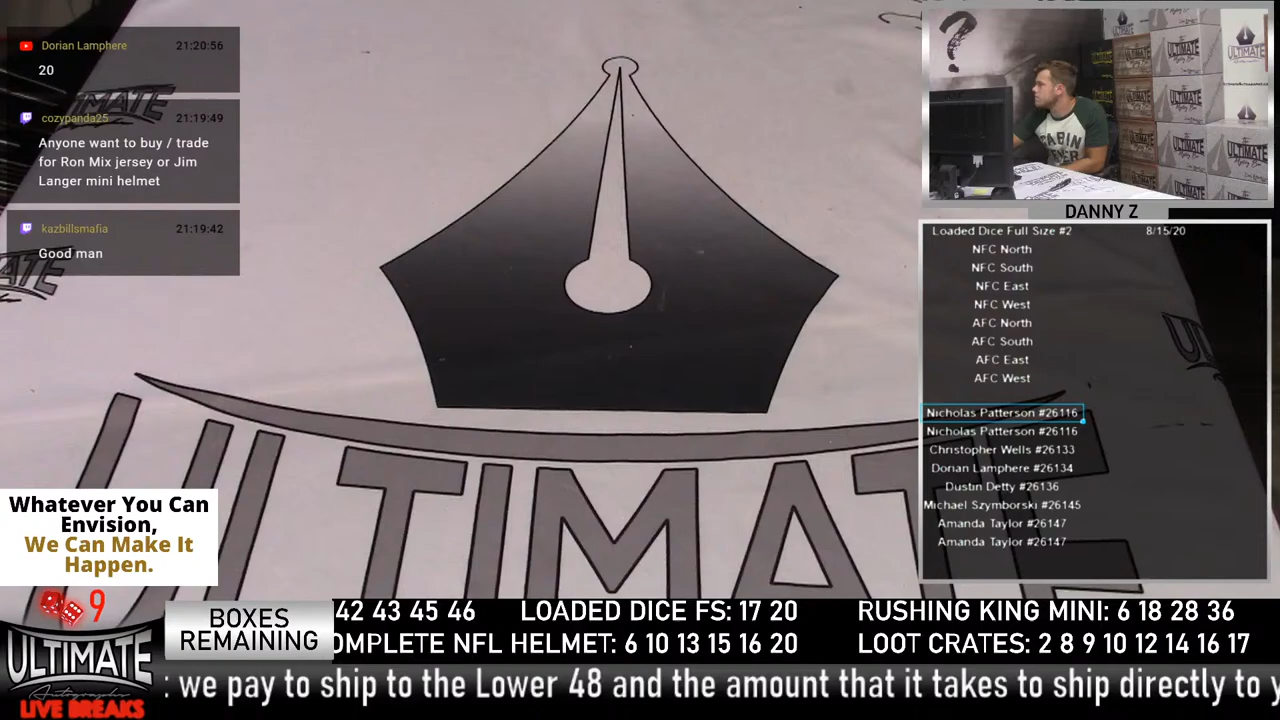 Dorian Lamphere 21:20:56
20
cozypanda25 21:19:49
Anyone want to buy / trade
for Ron Mix jersey or Jim
Langer mini helmet
kazbillsmafia 21:19:42
Good man
Whatever You Can
Envision,
We Can Make It
Happen.
9
ULTIMATE
Autographs
LIVE BREAKS
ULTIMATE
?
ULTIMATE
CABIN
FEVER
DANNY Z
Loaded Dice Full Size #2 8/15/20
NFC North
NFC South
NFC East
NFC West
AFC North
AFC South
AFC East
AFC West
Nicholas Patterson #26116
Nicholas Patterson #26116
Christopher Wells #26133
Dorian Lamphere #26134
Dustin Detty #26136
Michael Szymborski #26145
Amanda Taylor #26147
Amanda Taylor #26147
BOXES
REMAINING
42 43 45 46 LOADED DICE FS: 17 20 RUSHING KING MINI: 6 18 28 36
OMPLETE NFL HELMET: 6 10 13 15 16 20 LOOT CRATES: 2 8 9 10 12 14 16 17
: we pay to ship to the Lower 48 and the amount that it takes to ship directly to y